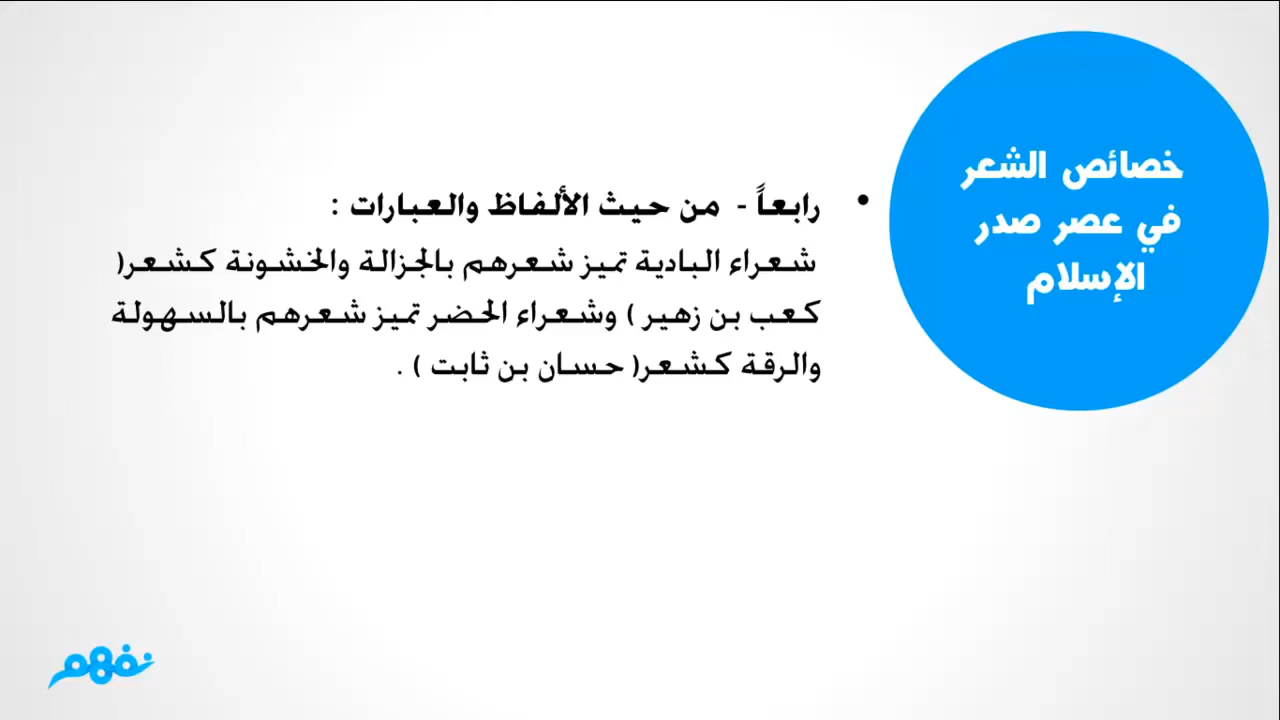 خصائص الشعر
في عصر صدر
الإسلام
• رابعاً - من حيث الألفاظ والعبارات :
شعراء البادية تميز شعرهم بالجزالة والخشونة كشعر(
كعب بن زهير ) وشعراء الحضر تميز شعرهم بالسهولة
والرقة كشعر( حسان بن ثابت ) .
نفهم